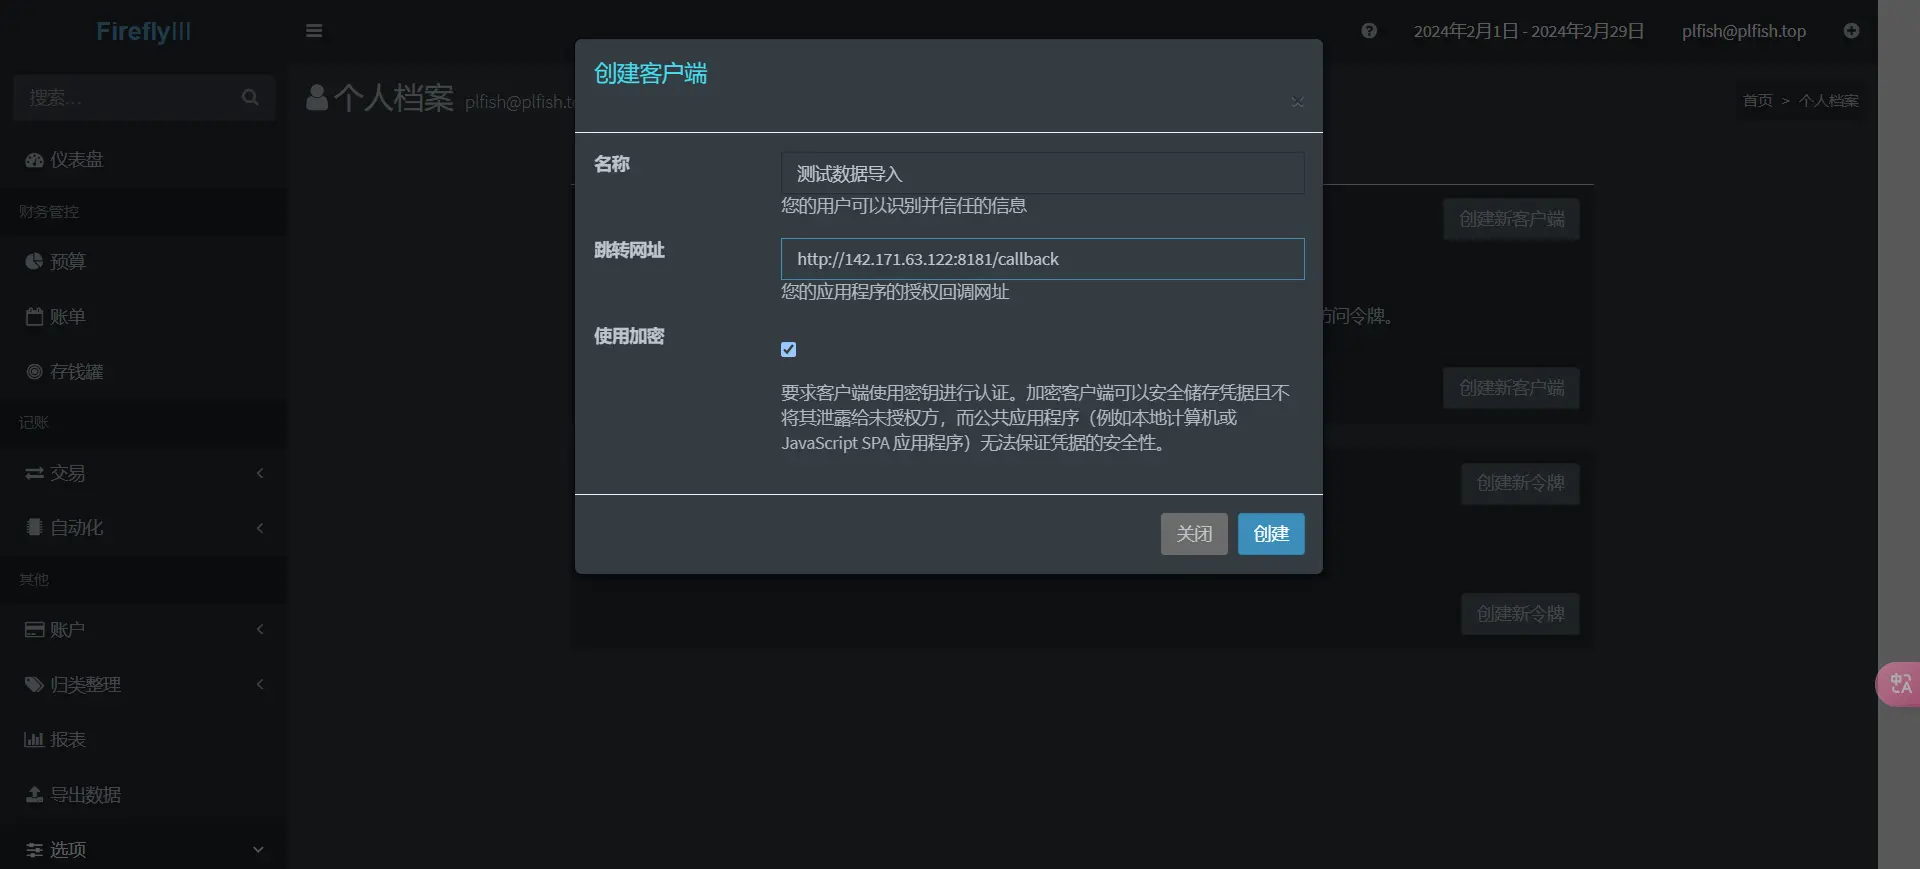 FireflyIII
2024年2月1日 - 2024年2月29日
plfish@plfish.top
搜索...
个人档案 plfish@plfish.to
首页 > 个人档案
创建客户端
×
名称
测试数据导入
您的用户可以识别并信任的信息
跳转网址
http://142.171.63.122:8181/callback
您的应用程序的授权回调网址
使用加密
要求客户端使用密钥进行认证。加密客户端可以安全储存凭据且不
将其泄露给未授权方，而公共应用程序（例如本地计算机或
JavaScript SPA 应用程序）无法保证凭据的安全性。
关闭
创建
创建新客户端
访问令牌。
创建新客户端
创建新令牌
创建新令牌
仪表盘
财务管控
预算
账单
存钱罐
记账
交易
自动化
其他
账户
归类整理
报表
导出数据
选项